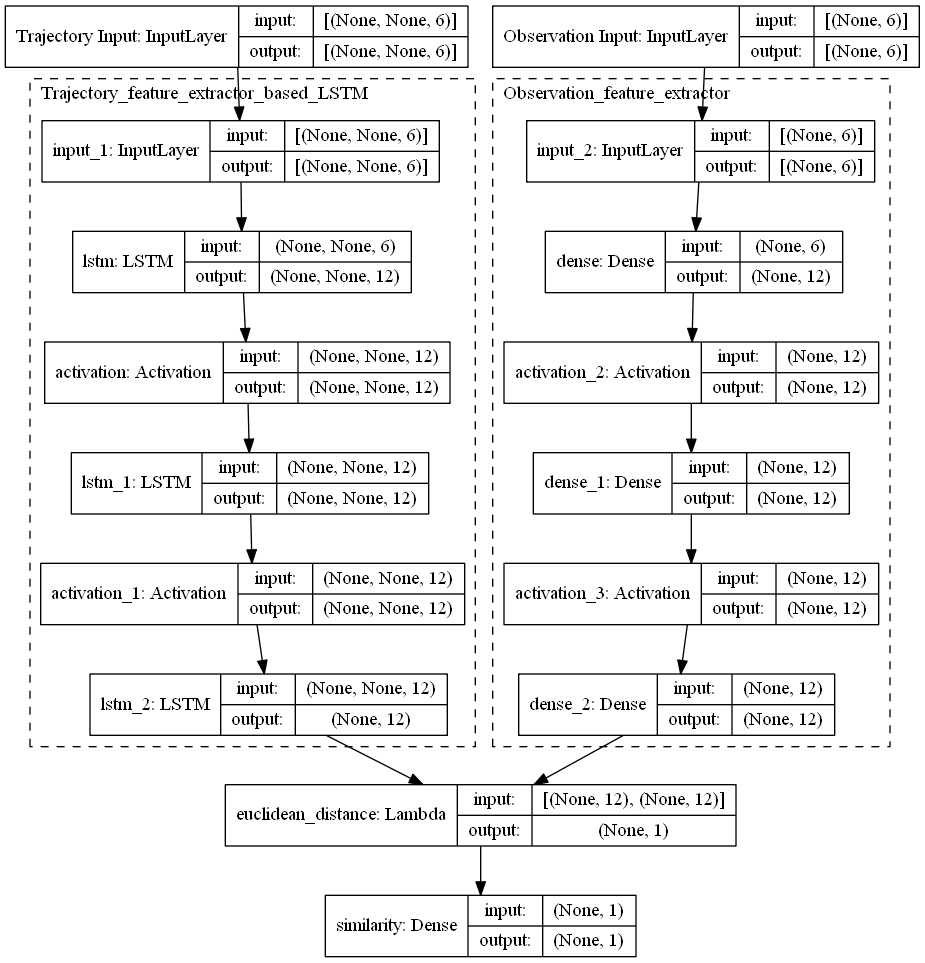 Trajectory Input: InputLayer
input: [(None, None, 6)]
output: [(None, None, 6)]
Observation Input: InputLayer
input: [(None, 6)]
output: [(None, 6)]
Trajectory_feature_extractor_based_LSTM
input_1: InputLayer
input: [(None, None, 6)]
output: [(None, None, 6)]
lstm: LSTM
input: (None, None, 6)
output: (None, None, 12)
activation: Activation
input: (None, None, 12)
output: (None, None, 12)
lstm_1: LSTM
input: (None, None, 12)
output: (None, None, 12)
activation_1: Activation
input: (None, None, 12)
output: (None, None, 12)
lstm_2: LSTM
input: (None, None, 12)
output: (None, 12)
Observation_feature_extractor
input_2: InputLayer
input: [(None, 6)]
output: [(None, 6)]
dense: Dense
input: (None, 6)
output: (None, 12)
activation_2: Activation
input: (None, 12)
output: (None, 12)
dense_1: Dense
input: (None, 12)
output: (None, 12)
activation_3: Activation
input: (None, 12)
output: (None, 12)
dense_2: Dense
input: (None, 12)
output: (None, 12)
euclidean_distance: Lambda
input: [(None, 12), (None, 12)]
output: (None, 1)
similarity: Dense
input: (None, 1)
output: (None, 1)